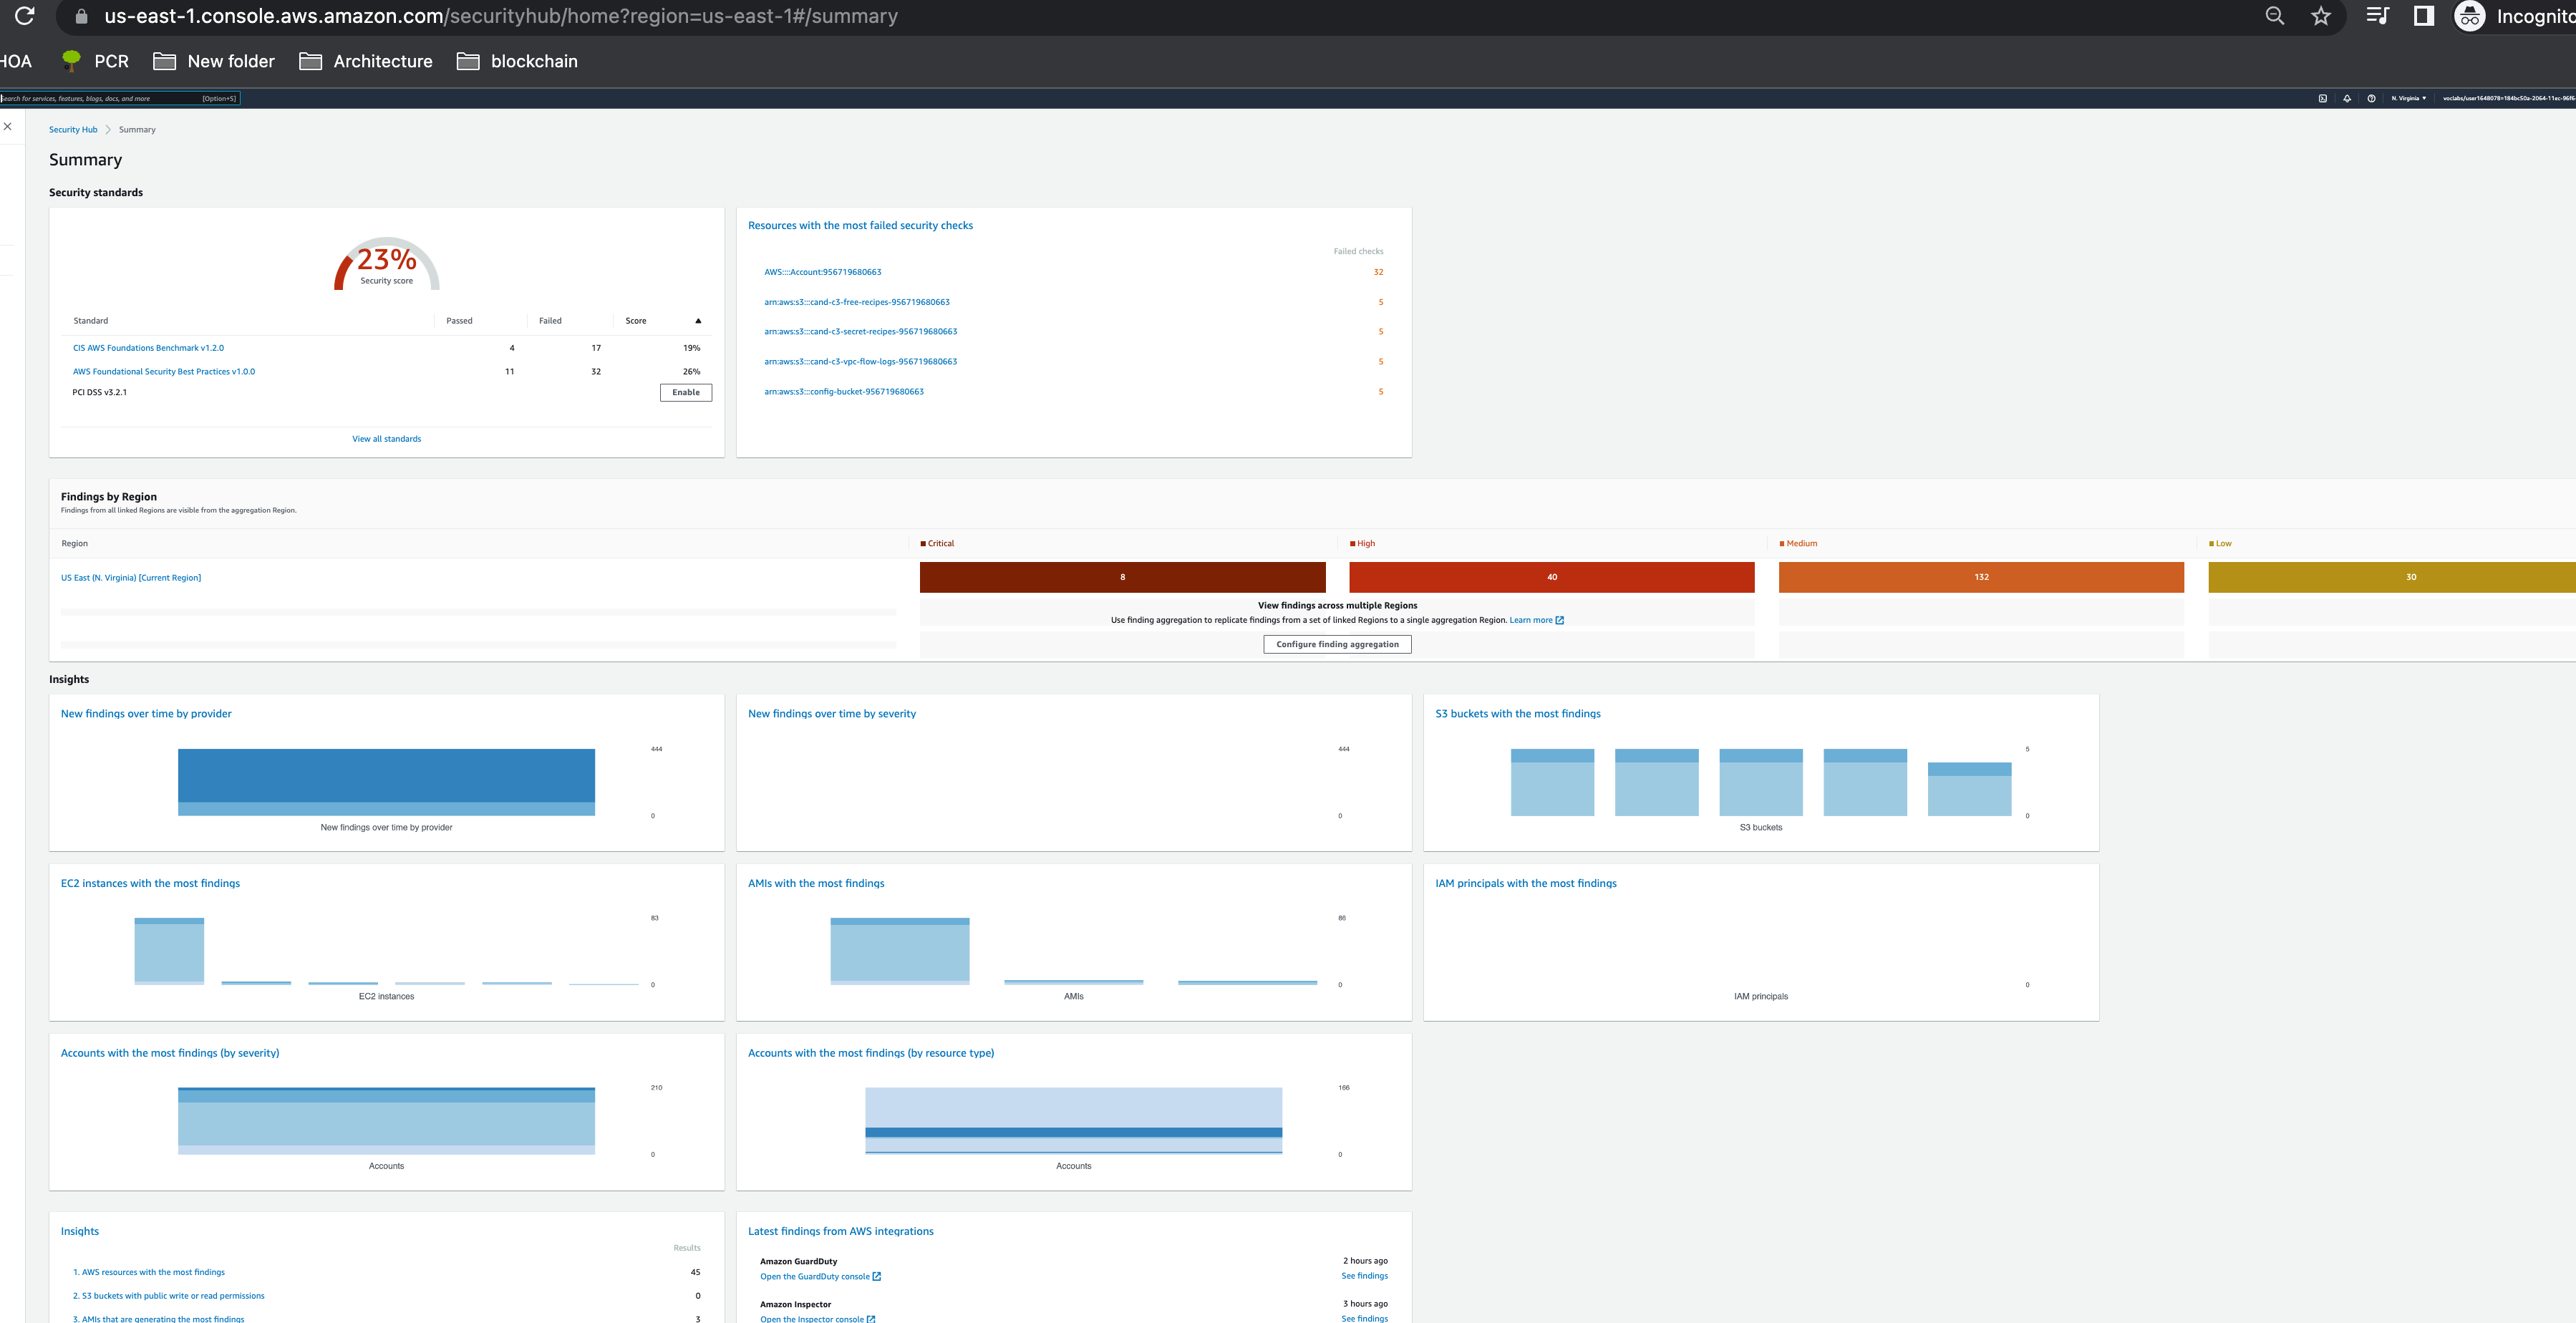 us-east-1.console.aws.amazon.com/securityhub/home?region=us-east-1#/summary
Incognito
HOA
PCR
New folder
Architecture
blockchain
Search for services, features, blogs, docs, and more
[Option+S]
N. Virginia ▼
Security Hub
Summary
Summary
Security standards
23%
Security score
Standard Passed Failed Score
CIS AWS Foundations Benchmark v1.2.0 4 17 19%
AWS Foundational Security Best Practices v1.0.0 11 32 26%
PCI DSS v3.2.1 Enable
View all standards
Resources with the most failed security checks
Failed checks
AWS::::Account:956719680663 32
arn:aws:s3:::cand-c3-free-recipes-956719680663 5
arn:aws:s3:::cand-c3-secret-recipes-956719680663 5
arn:aws:s3:::cand-c3-vpc-flow-logs-956719680663 5
arn:aws:s3:::config-bucket-956719680663 5
Findings by Region
Findings from all linked Regions are visible from the aggregation Region.
Region Critical High Medium Low
US East (N. Virginia) [Current Region] 8 40 132 30
View findings across multiple Regions
Use finding aggregation to replicate findings from a set of linked Regions to a single aggregation Region. Learn more
Configure finding aggregation
Insights
New findings over time by provider
444
0
New findings over time by provider
New findings over time by severity
444
0
S3 buckets with the most findings
5
0
S3 buckets
EC2 instances with the most findings
83
0
EC2 instances
AMIs with the most findings
86
0
AMIs
IAM principals with the most findings
0
IAM principals
Accounts with the most findings (by severity)
210
0
Accounts
Accounts with the most findings (by resource type)
166
0
Accounts
Insights
Results
1. AWS resources with the most findings 45
2. S3 buckets with public write or read permissions 0
3. AMIs that are generating the most findings 3
Latest findings from AWS integrations
Amazon GuardDuty 2 hours ago
Open the GuardDuty console See findings
Amazon Inspector 3 hours ago
Open the Inspector console See findings